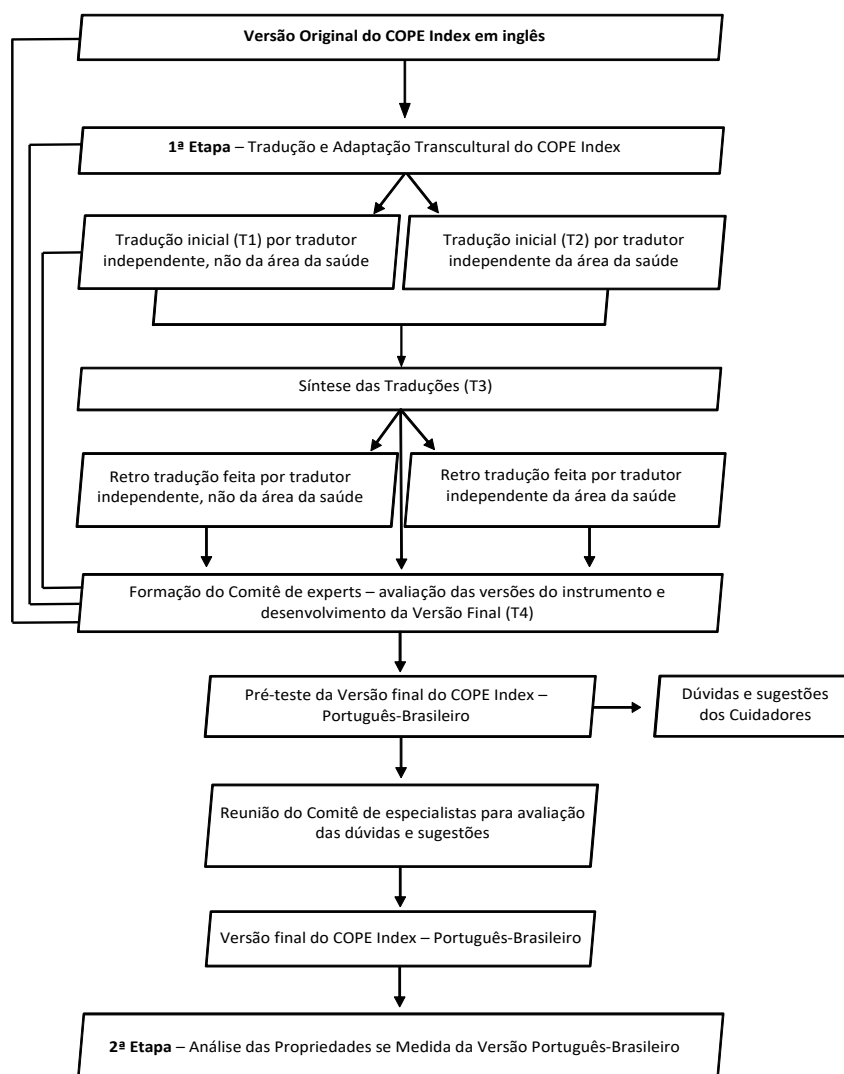 Versão Original do COPE Index em inglês
1ª Etapa – Tradução e Adaptação Transcultural do COPE Index
Tradução inicial (T1) por tradutor
independente, não da área da saúde
Tradução inicial (T2) por tradutor
independente da área da saúde
Síntese das Traduções (T3)
Retro tradução feita por tradutor
independente, não da área da saúde
Retro tradução feita por tradutor
independente da área da saúde
Formação do Comitê de experts – avaliação das versões do instrumento e
desenvolvimento da Versão Final (T4)
Pré-teste da Versão final do COPE Index –
Português-Brasileiro
Dúvidas e sugestões
dos Cuidadores
Reunião do Comitê de especialistas para avaliação
das dúvidas e sugestões
Versão final do COPE Index – Português-Brasileiro
2ª Etapa – Análise das Propriedades se Medida da Versão Português-Brasileiro